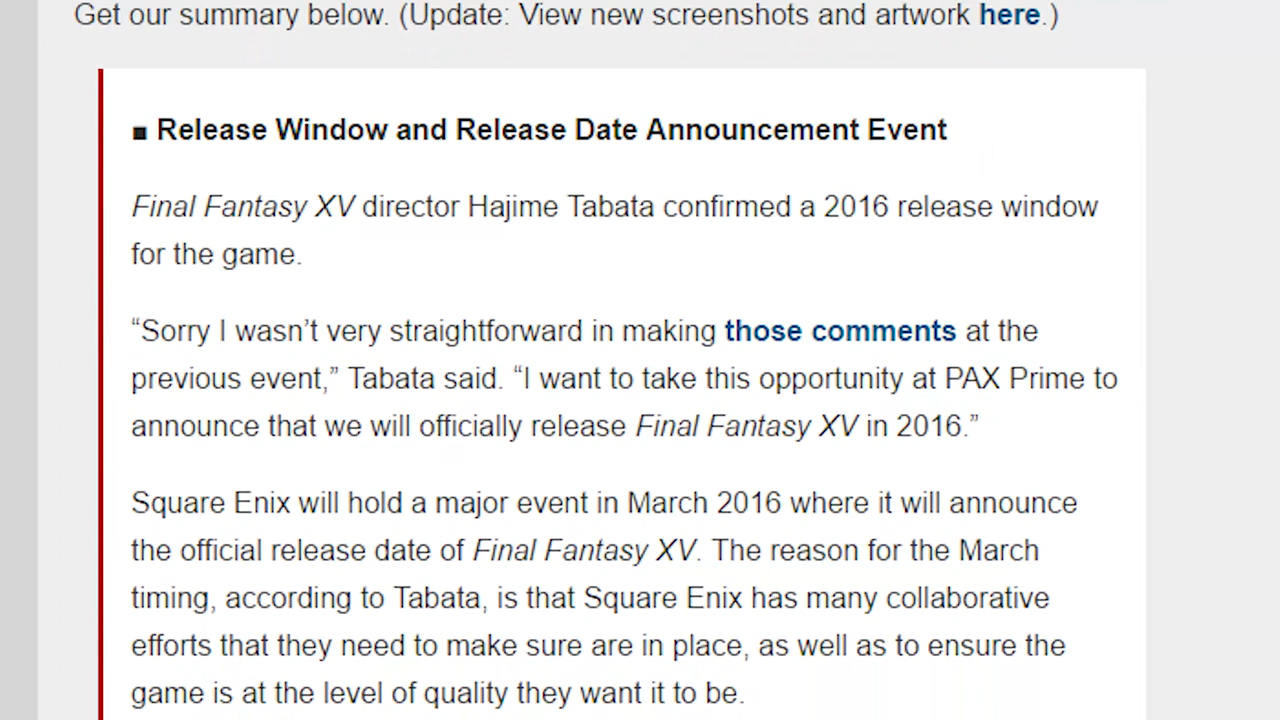 Get our summary below. (Update: View new screenshots and artwork here.)
■ Release Window and Release Date Announcement Event
Final Fantasy XV director Hajime Tabata confirmed a 2016 release window
for the game.
“Sorry I wasn’t very straightforward in making those comments at the
previous event,” Tabata said. “I want to take this opportunity at PAX Prime to
announce that we will officially release Final Fantasy XV in 2016.”
Square Enix will hold a major event in March 2016 where it will announce
the official release date of Final Fantasy XV. The reason for the March
timing, according to Tabata, is that Square Enix has many collaborative
efforts that they need to make sure are in place, as well as to ensure the
game is at the level of quality they want it to be.